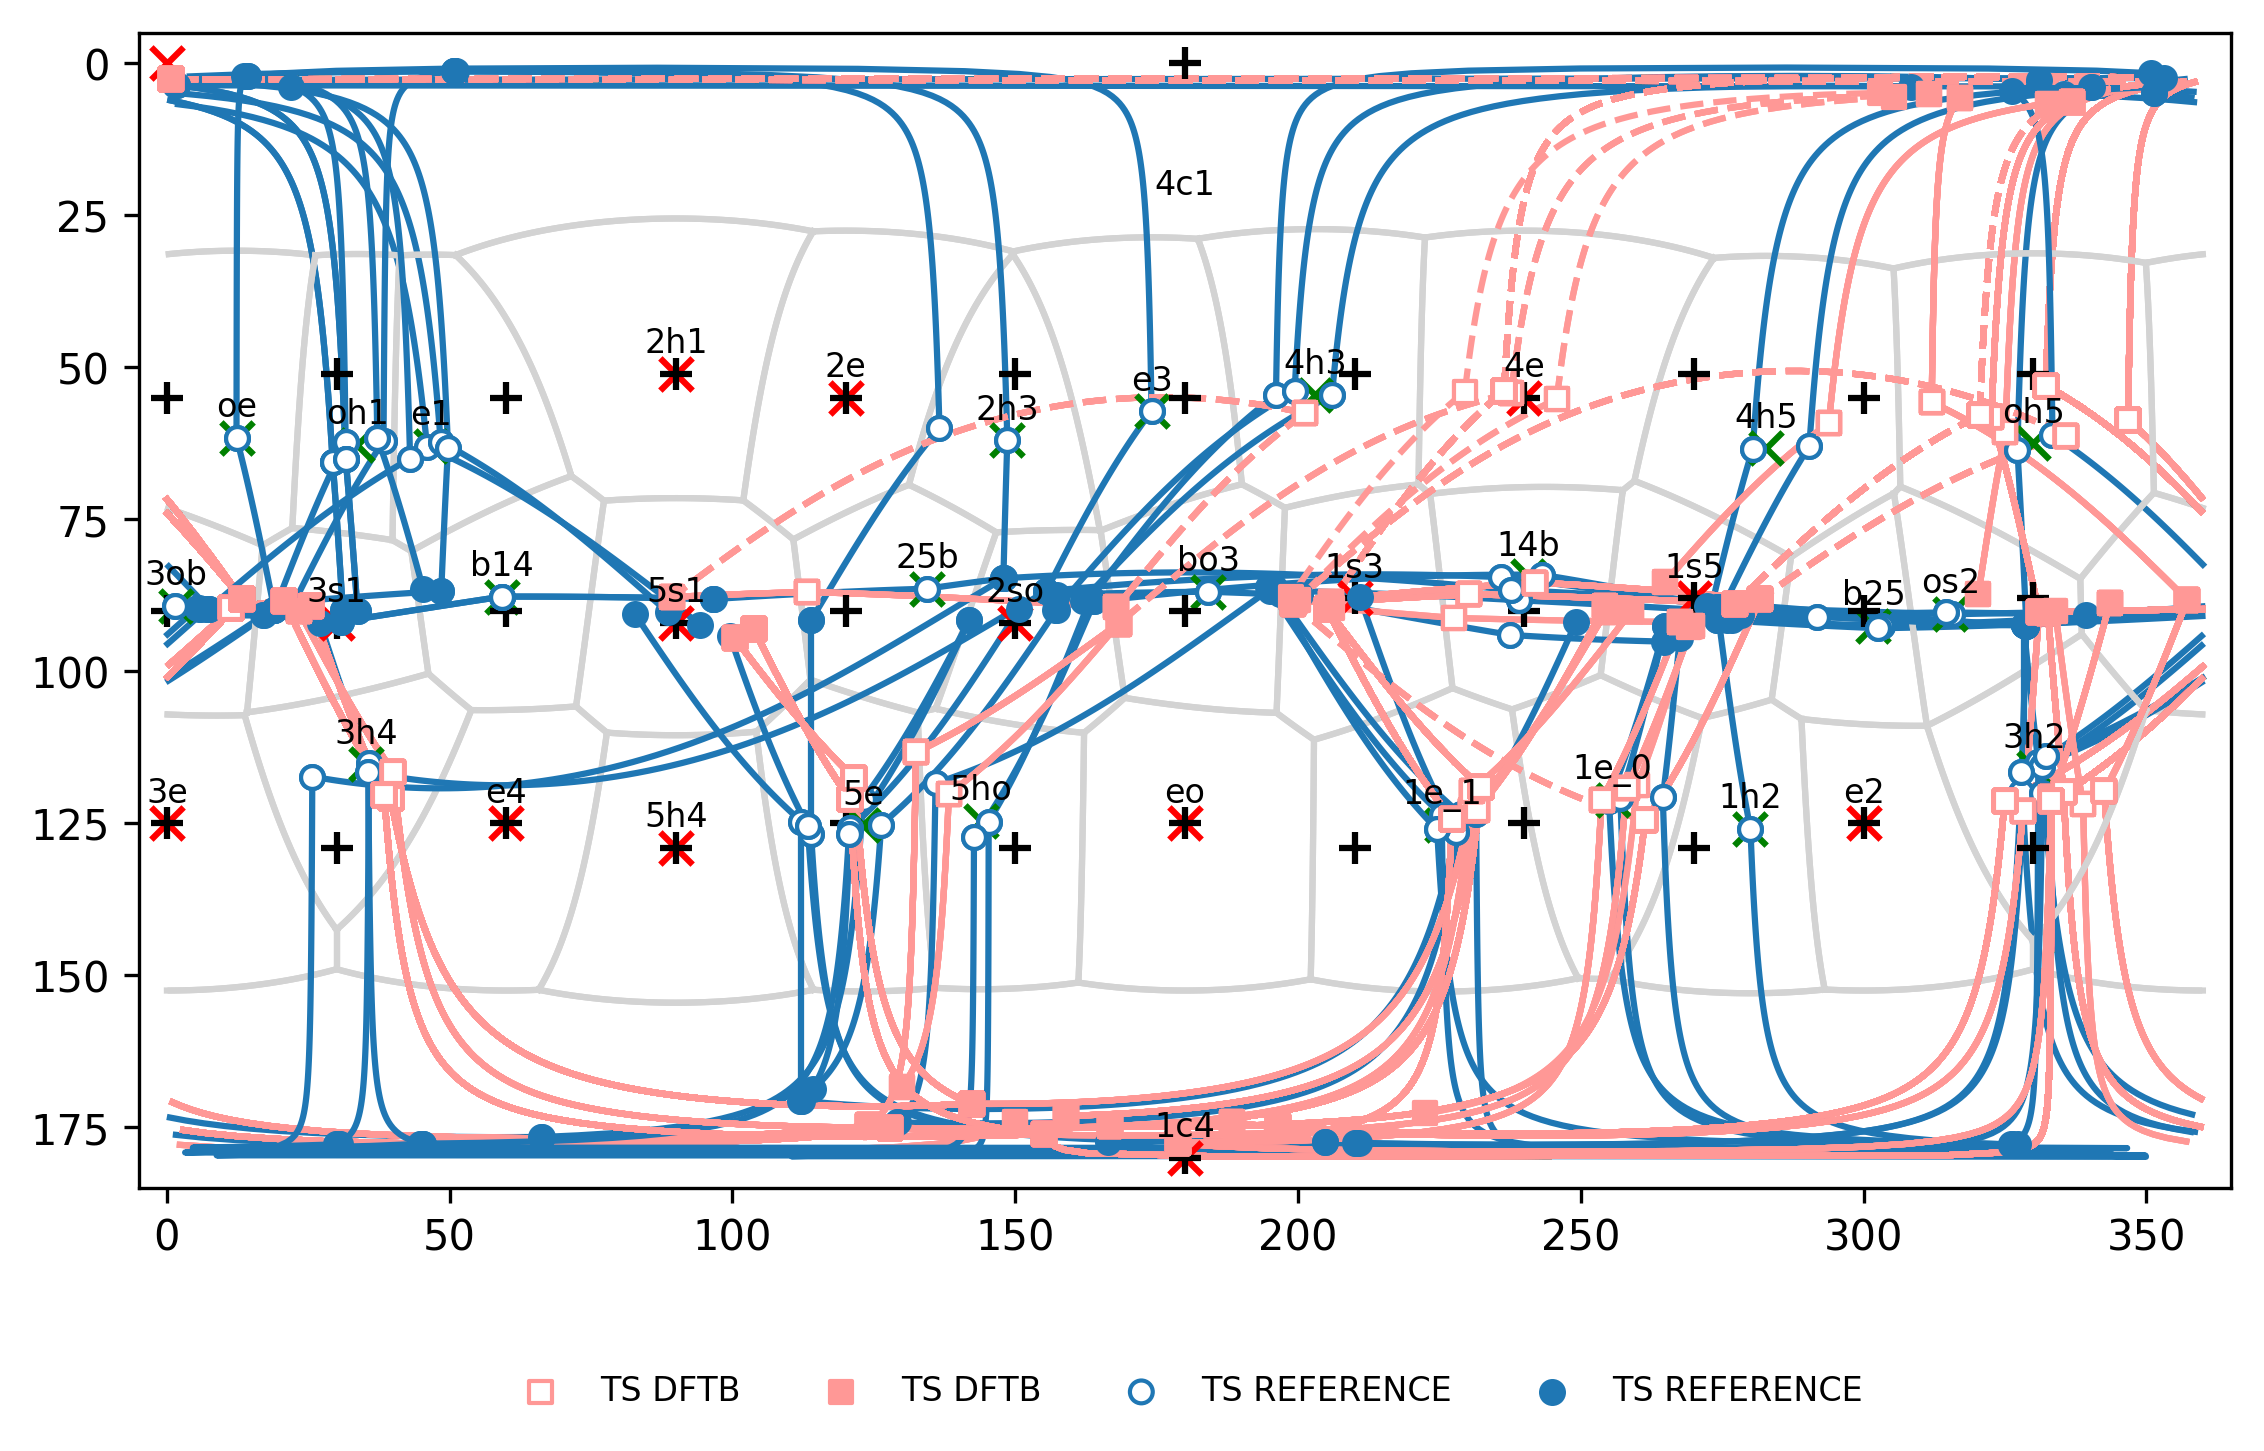 0
25
50
75
100
125
150
175
4c1
2h1
2e
4e
e3
4h3
oe
oh1
e1
2h3
4h5
oh5
3ob
3s1
b14
5s1
25b
2so
bo3
1s3
14b
1s5
b25
os2
3h4
3h2
3e
e4
5h4
5e
5ho
eo
1e_1
1e_0
1h2
e2
1c4
0 50 100 150 200 250 300 350
TS DFTB TS DFTB TS REFERENCE TS REFERENCE